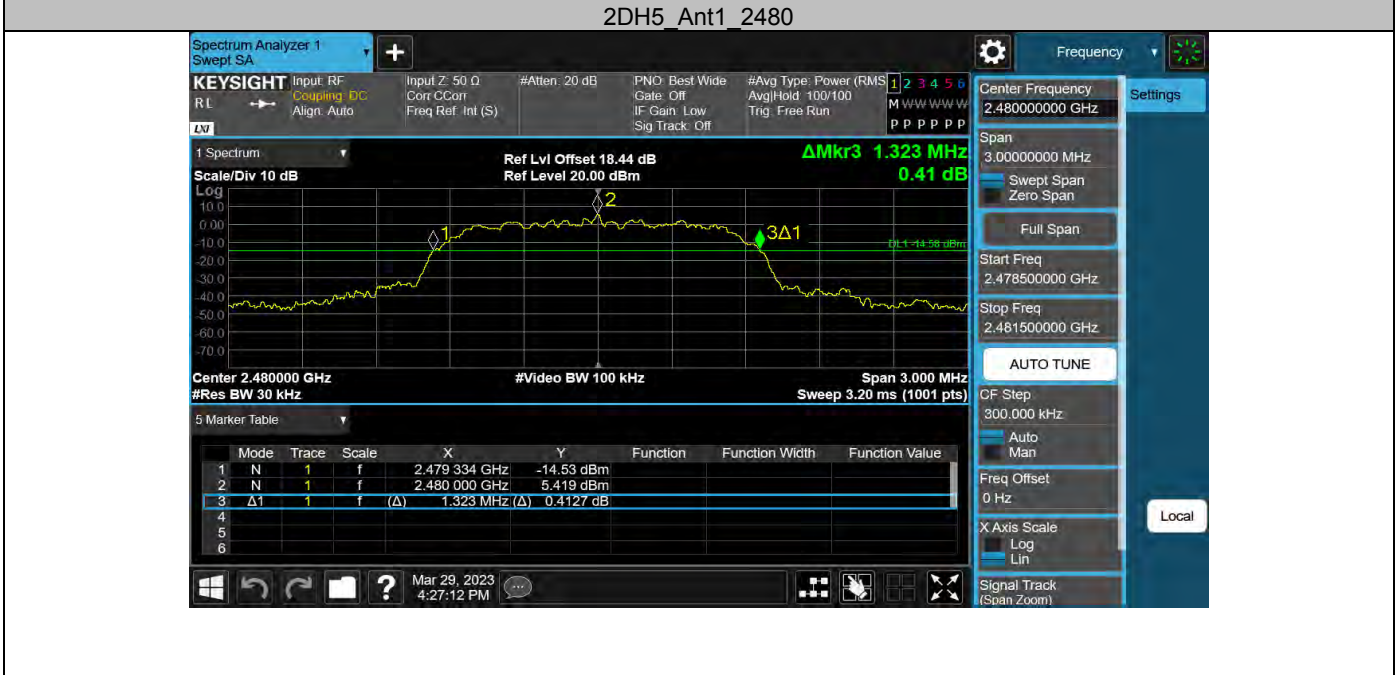 2DH5_Ant1_2480
Spectrum Analyzer 1
Swept SA
+
Frequency
KEYSIGHT
RL
LXI
Input: RF
Coupling: DC
Align: Auto
Input Z: 50 Ω
Corr CCorr
Freq Ref: Int (S)
#Atten: 20 dB
PNO: Best Wide
Gate: Off
IF Gain: Low
Sig Track: Off
#Avg Type: Power (RMS
Avg|Hold: 100/100
Trig: Free Run
1 2 3 4 5 6
M W W W W W
P P P P P P
1 Spectrum
Scale/Div 10 dB
Ref Lvl Offset 18.44 dB
Ref Level 20.00 dBm
ΔMkr3 1.323 MHz
0.41 dB
Log
10.0
0.00
-10.0
-20.0
-30.0
-40.0
-50.0
-60.0
-70.0
1
2
3Δ1
DL1 -14.58 dBm
Center 2.480000 GHz
#Res BW 30 kHz
#Video BW 100 kHz
Span 3.000 MHz
Sweep 3.20 ms (1001 pts)
5 Marker Table
Mode Trace Scale X Y Function Function Width Function Value
1 N 1 f 2.479 334 GHz -14.53 dBm
2 N 1 f 2.480 000 GHz 5.419 dBm
3 Δ1 1 f (Δ) 1.323 MHz (Δ) 0.4127 dB
4
5
6
?
Mar 29, 2023
4:27:12 PM
Center Frequency
2.480000000 GHz
Settings
Span
3.00000000 MHz
Swept Span
Zero Span
Full Span
Start Freq
2.478500000 GHz
Stop Freq
2.481500000 GHz
AUTO TUNE
CF Step
300.000 kHz
Auto
Man
Freq Offset
0 Hz
X Axis Scale
Log
Lin
Signal Track
(Span Zoom)
Local